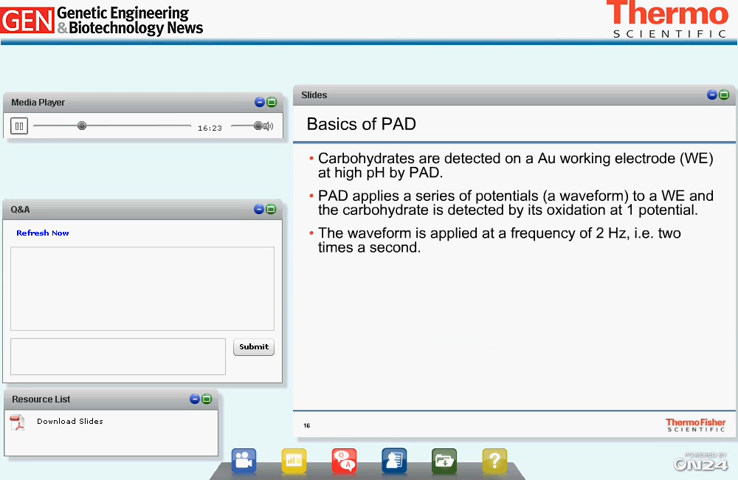 GEN Genetic Engineering
& Biotechnology News
Thermo
SCIENTIFIC
Media Player
16:23
Q&A
Refresh Now
Submit
Resource List
Download Slides
Slides
Basics of PAD
• Carbohydrates are detected on a Au working electrode (WE)
at high pH by PAD.
• PAD applies a series of potentials (a waveform) to a WE and
the carbohydrate is detected by its oxidation at 1 potential.
• The waveform is applied at a frequency of 2 Hz, i.e. two
times a second.
16
ThermoFisher
SCIENTIFIC
Q
A
?
POWERED BY
ON24